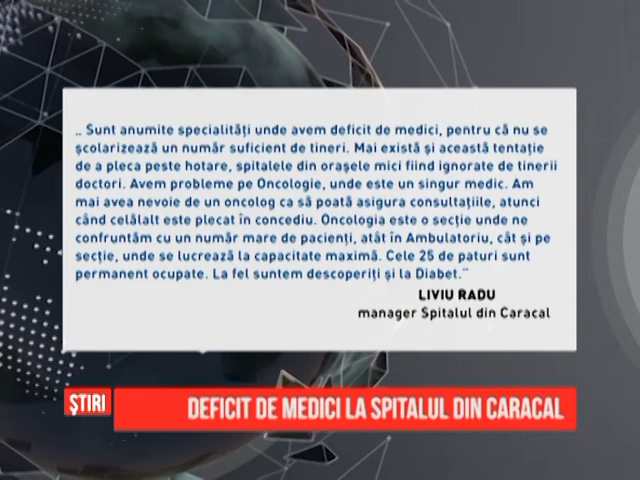 „ Sunt anumite specialități unde avem deficit de medici, pentru că nu se
școlarizează un număr suficient de tineri. Mai există și această tentație
de a pleca peste hotare, spitalele din orașele mici fiind ignorate de tinerii
doctori. Avem probleme pe Oncologie, unde este un singur medic. Am
mai avea nevoie de un oncolog ca să poată asigura consultațiile, atunci
când celălalt este plecat în concediu. Oncologia este o secție unde ne
confruntăm cu un număr mare de pacienți, atât în Ambulatoriu, cât și pe
secție, unde se lucrează la capacitate maximă. Cele 25 de paturi sunt
permanent ocupate. La fel suntem descoperiți și la Diabet.”
LIVIU RADU
manager Spitalul din Caracal
ŞTIRI
DEFICIT DE MEDICI LA SPITALUL DIN CARACAL